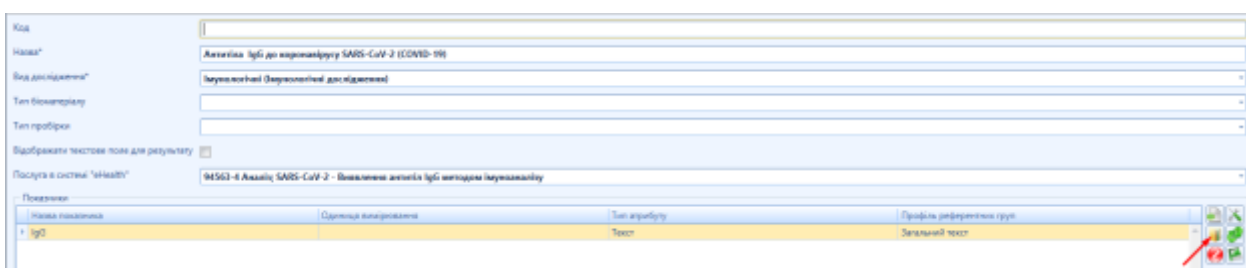 Код
Назва* Антитіла IgG до коронавірусу SARS-CoV-2 (COVID-19)
Вид дослідження* Імунологічні (Імунологічні дослідження)
Тип біоматеріалу
Тип пробірки
Відображати текстове поле для результату
Послуга в системі "eHealth" 94563-4 Аналіз SARS-CoV-2 - Виявлення антитіл IgG методом імуноаналізу
Показники
Назва показника Одиниця вимірювання Тип атрибуту Профіль референтних груп
IgG Текст Загальний текст